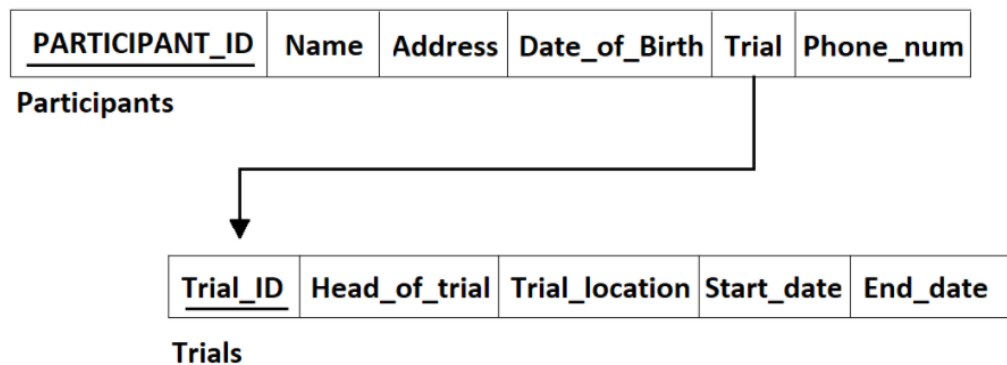 PARTICIPANT_ID Name Address Date_of_Birth Trial Phone_num
Participants
Trial_ID Head_of_trial Trial_location Start_date End_date
Trials